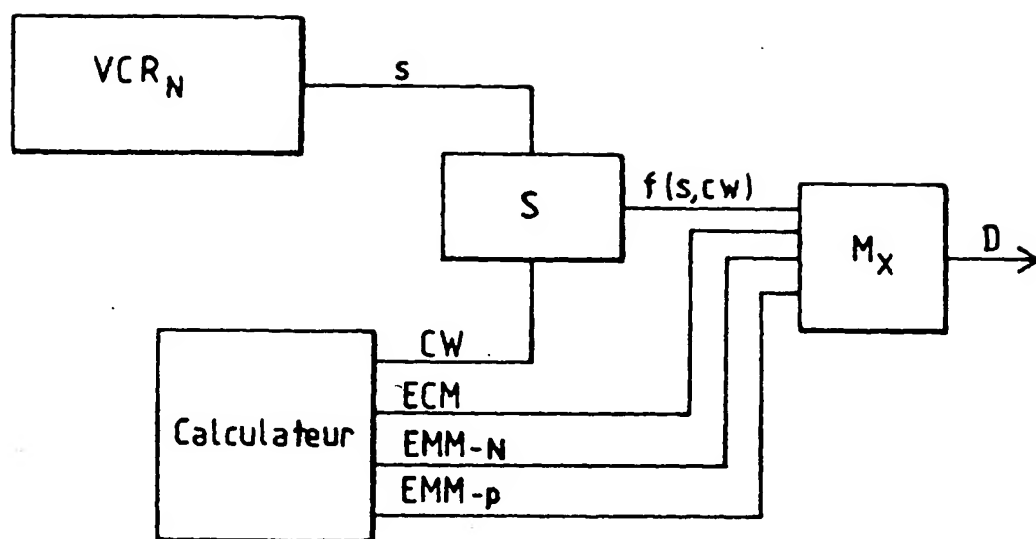 VCR_N
s
S
f(s,CW)
M_X
D
CW
ECM
Calculateur
EMM-N
EMM-p